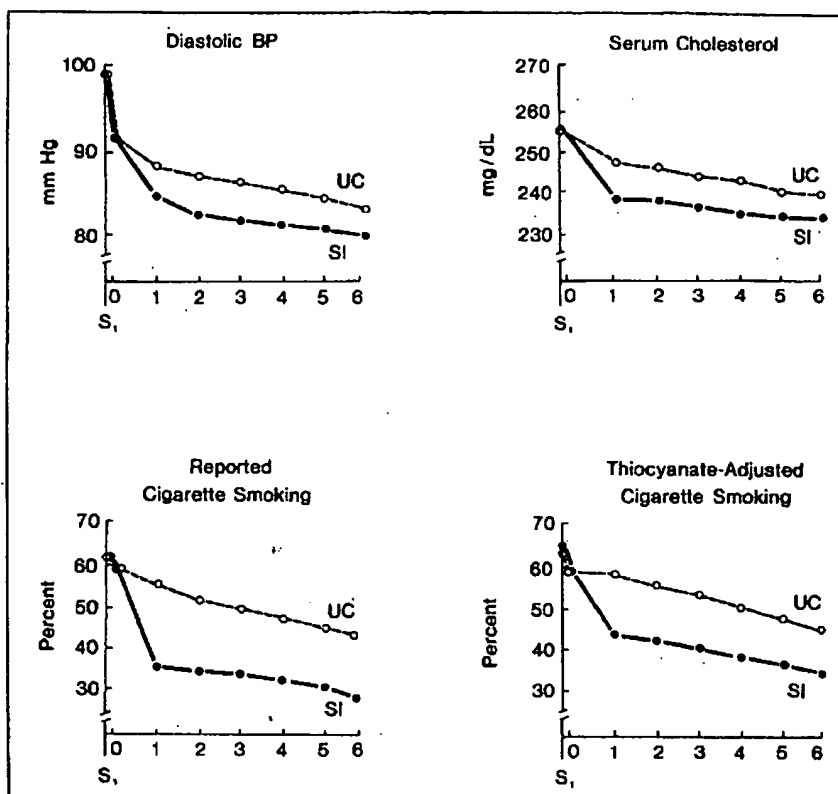 Diastolic BP
100
90
80
mm Hg
UC
SI
0 1 2 3 4 5 6
S₁
Serum Cholesterol
270
260
250
240
230
mg/dL
UC
SI
0 1 2 3 4 5 6
S₁
Reported
Cigarette Smoking
70
60
50
40
30
Percent
UC
SI
0 1 2 3 4 5 6
S₁
Thiocyanate-Adjusted
Cigarette Smoking
70
60
50
40
30
Percent
UC
SI
0 1 2 3 4 5 6
S₁